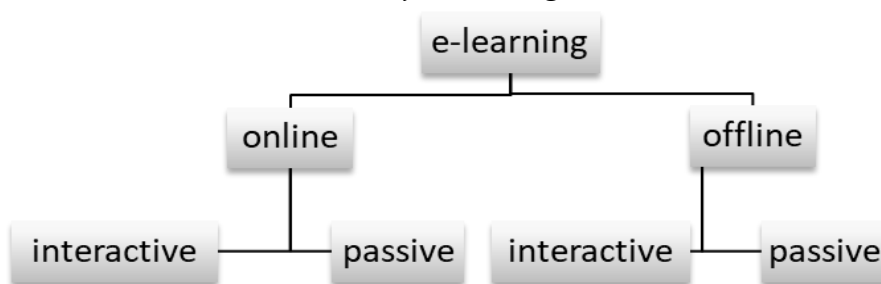 e-learning
online
offline
interactive
passive
interactive
passive